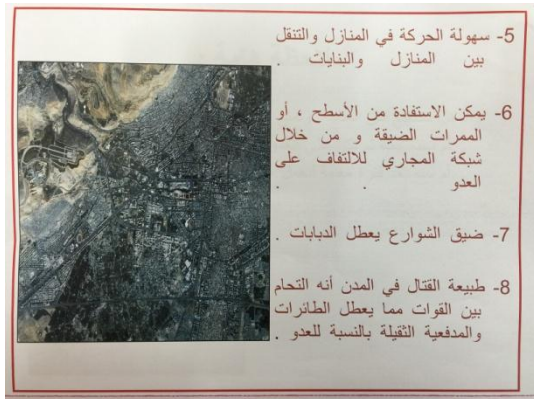 5- سهولة الحركة في المنازل والتنقل
بين المنازل والبنايات .
6- يمكن الاستفادة من الأسطح ، أو
الممرات الضيقة و من خلال
شبكة المجاري للالتفاف على
العدو . .
7- ضيق الشوارع يعطل الدبابات .
8- طبيعة القتال في المدن أنه التحام
بين القوات مما يعطل الطائرات
والمدفعية الثقيلة بالنسبة للعدو .